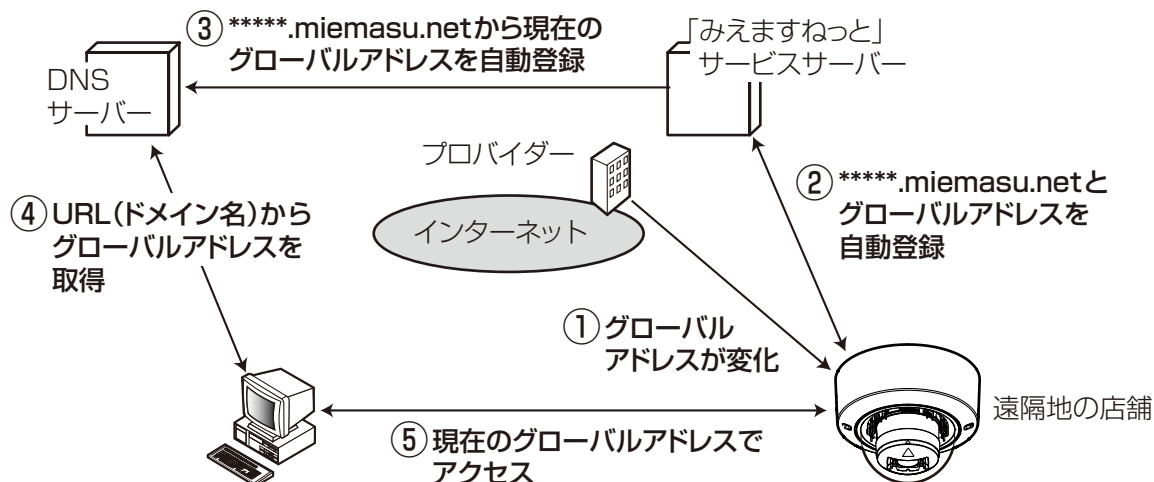 ③*****.miemasu.netから現在の
グローバルアドレスを自動登録
「みえますねっと」
サービスサーバー
DNS
サーバー
プロバイダー
②*****.miemasu.netと
グローバルアドレスを
自動登録
④URL(ドメイン名)から
グローバルアドレスを
取得
インターネット
①グローバル
アドレスが変化
遠隔地の店舗
⑤現在のグローバルアドレスで
アクセス